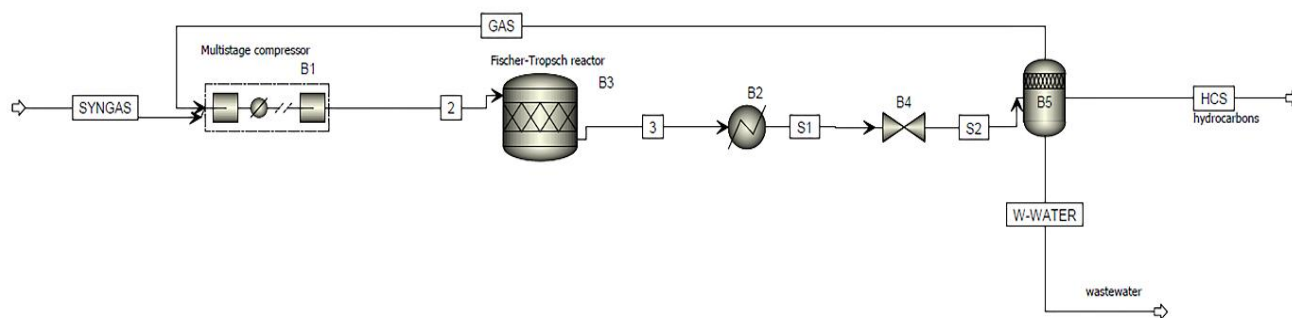 GAS
Multistage compressor
B1
Fischer-Tropsch reactor
B3
B2
B4
B5
SYNGAS
2
3
S1
S2
HCS
hydrocarbons
W-WATER
wastewater